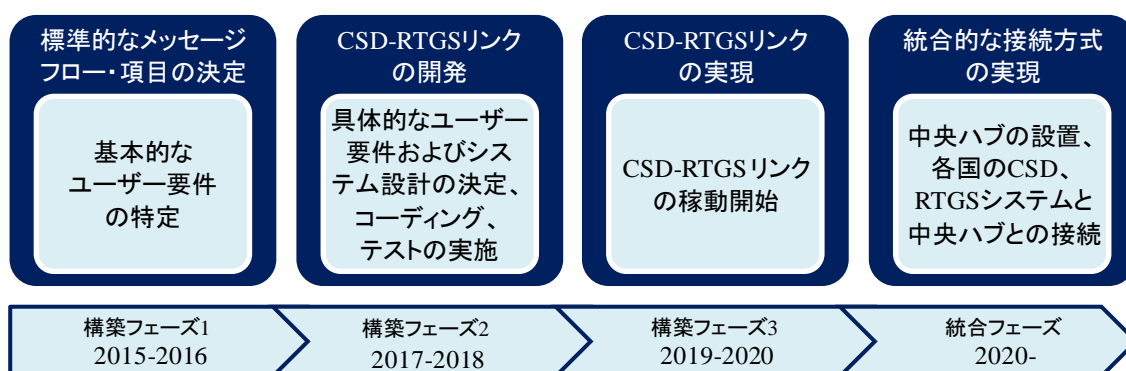 標準的なメッセージ
フロー・項目の決定
基本的な
ユーザー要件
の特定
CSD-RTGSリンク
の開発
具体的なユーザー
要件およびシス
テム設計の決定、
コーディング、
テストの実施
CSD-RTGSリンク
の実現
CSD-RTGSリンク
の稼動開始
統合的な接続方式
の実現
中央ハブの設置、
各国のCSD、
RTGSシステムと
中央ハブとの接続
構築フェーズ1
2015-2016
構築フェーズ2
2017-2018
構築フェーズ3
2019-2020
統合フェーズ
2020-